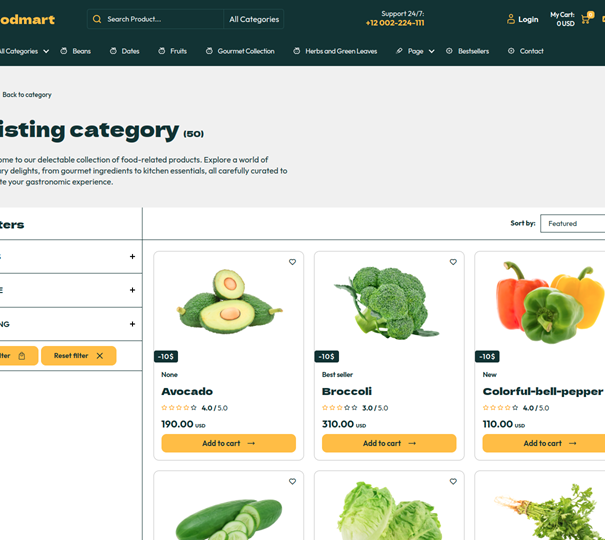 odmart
Search Product...
All Categories
Support 24/7:
+12 002-224-111
Login
My Cart:
0 USD
0
All Categories
Beans
Dates
Fruits
Gourmet Collection
Herbs and Green Leaves
Page
Bestsellers
Contact
Back to category
isting category (50)
ome to our delectable collection of food-related products. Explore a world of
ary delights, from gourmet ingredients to kitchen essentials, all carefully curated to
te your gastronomic experience.
ters
Sort by:
Featured
S
E
NG
lter
Reset filter
-10$
-10$
-10$
None
Best seller
New
Avocado
Broccoli
Colorful-bell-pepper
4.0 / 5.0
3.0 / 5.0
4.0 / 5.0
190.00 USD
310.00 USD
110.00 USD
Add to cart
Add to cart
Add to cart